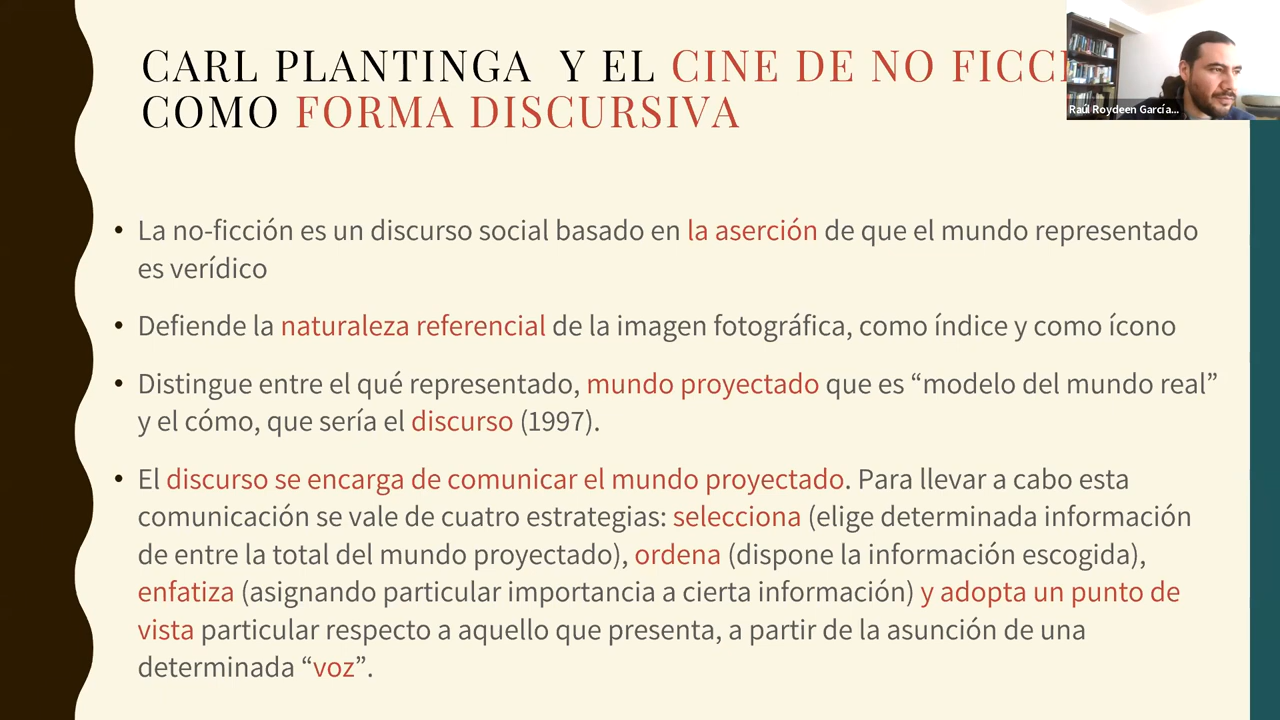 CARL PLANTINGA Y EL CINE DE NO FICCI
COMO FORMA DISCURSIVA
Raúl Roydeen García...
• La no-ficción es un discurso social basado en la aserción de que el mundo representado
es verídico
• Defiende la naturaleza referencial de la imagen fotográfica, como índice y como ícono
• Distingue entre el qué representado, mundo proyectado que es “modelo del mundo real”
y el cómo, que sería el discurso (1997).
• El discurso se encarga de comunicar el mundo proyectado. Para llevar a cabo esta
comunicación se vale de cuatro estrategias: selecciona (elige determinada información
de entre la total del mundo proyectado), ordena (dispone la información escogida),
enfatiza (asignando particular importancia a cierta información) y adopta un punto de
vista particular respecto a aquello que presenta, a partir de la asunción de una
determinada “voz”.